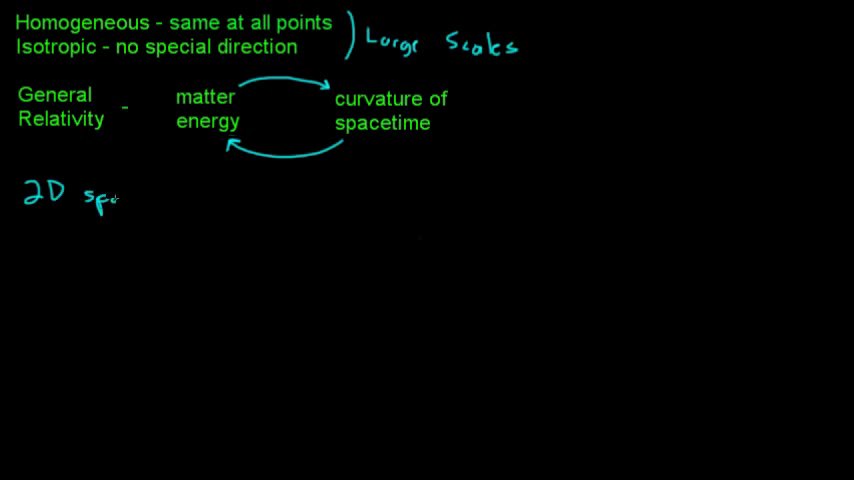 Homogeneous - same at all points
Isotropic - no special direction
Large Scales
General Relativity - matter energy curvature of spacetime
2D